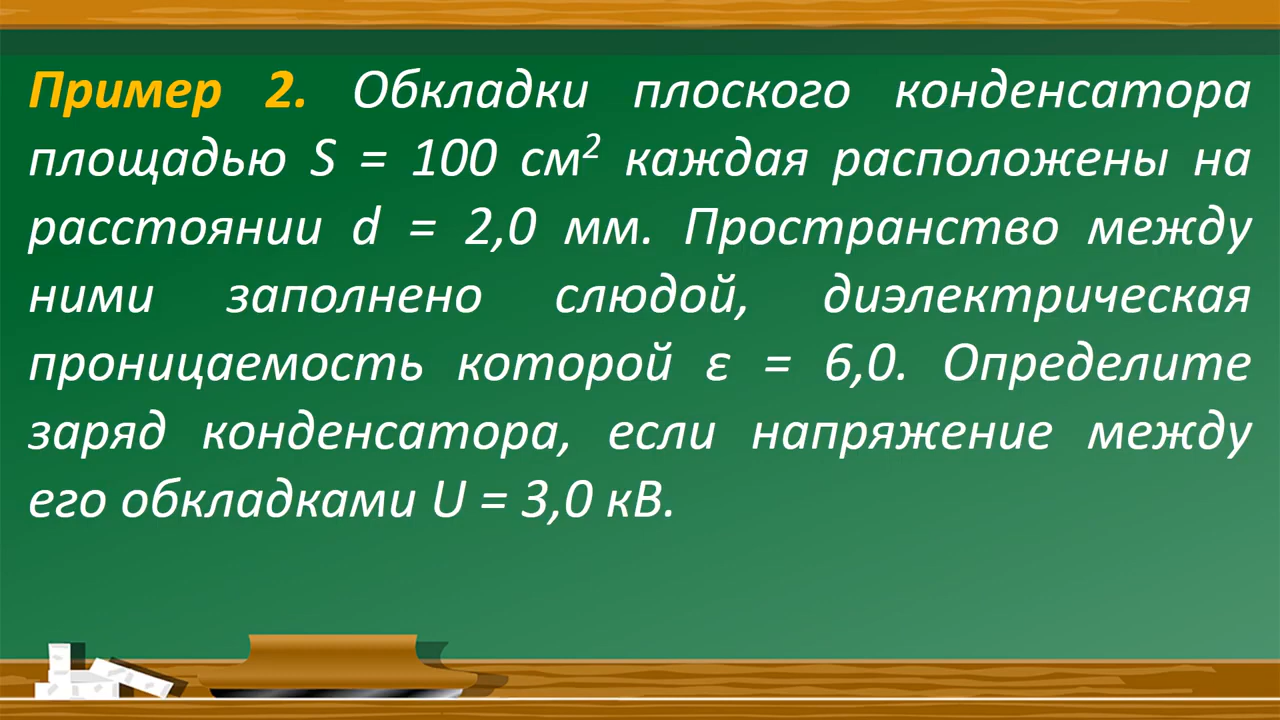 Пример 2. Обкладки плоского конденсатора
площадью S = 100 см² каждая расположены на
расстоянии d = 2,0 мм. Пространство между
ними заполнено слюдой, диэлектрическая
проницаемость которой ε = 6,0. Определите
заряд конденсатора, если напряжение между
его обкладками U = 3,0 кВ.